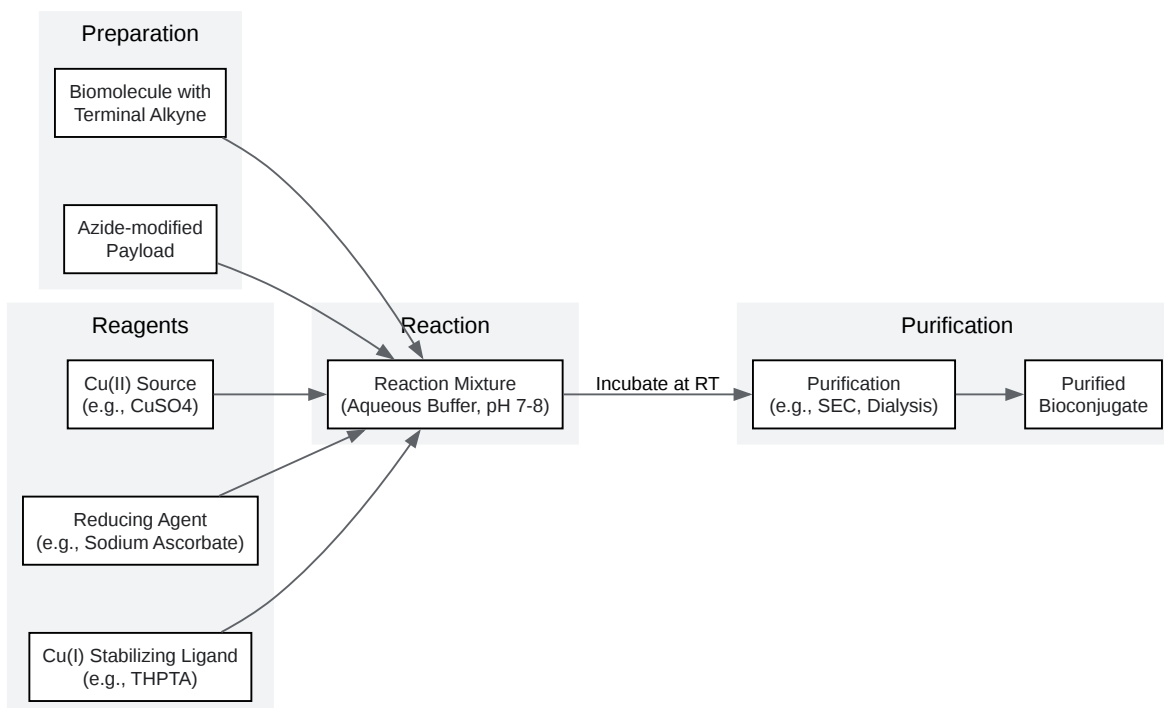 Preparation
Biomolecule with
Terminal Alkyne
Azide-modified
Payload
Reagents
Cu(II) Source
(e.g., CuSO4)
Reducing Agent
(e.g., Sodium Ascorbate)
Cu(I) Stabilizing Ligand
(e.g., THPTA)
Reaction
Reaction Mixture
(Aqueous Buffer, pH 7-8)
Incubate at RT
Purification
Purification
(e.g., SEC, Dialysis)
Purified
Bioconjugate